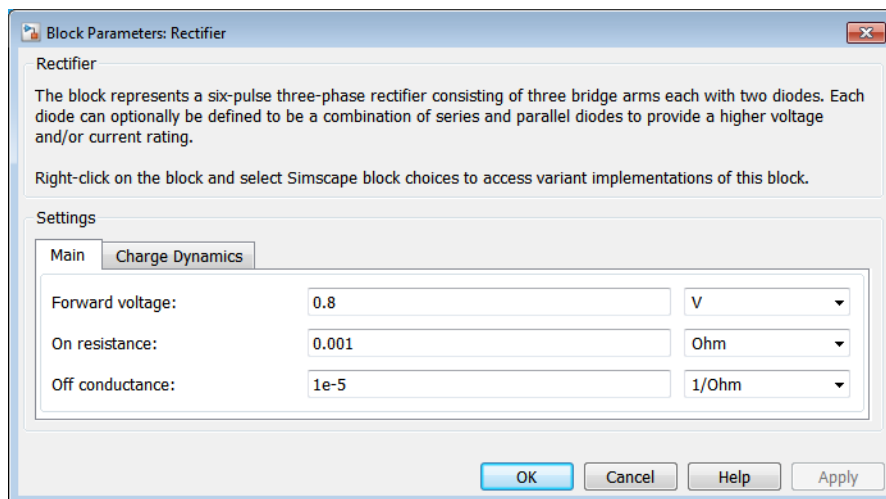 Block Parameters: Rectifier
Rectifier
The block represents a six-pulse three-phase rectifier consisting of three bridge arms each with two diodes. Each
diode can optionally be defined to be a combination of series and parallel diodes to provide a higher voltage
and/or current rating.
Right-click on the block and select Simscape block choices to access variant implementations of this block.
Settings
Main Charge Dynamics
Forward voltage: 0.8 V
On resistance: 0.001 Ohm
Off conductance: 1e-5 1/Ohm
OK Cancel Help Apply